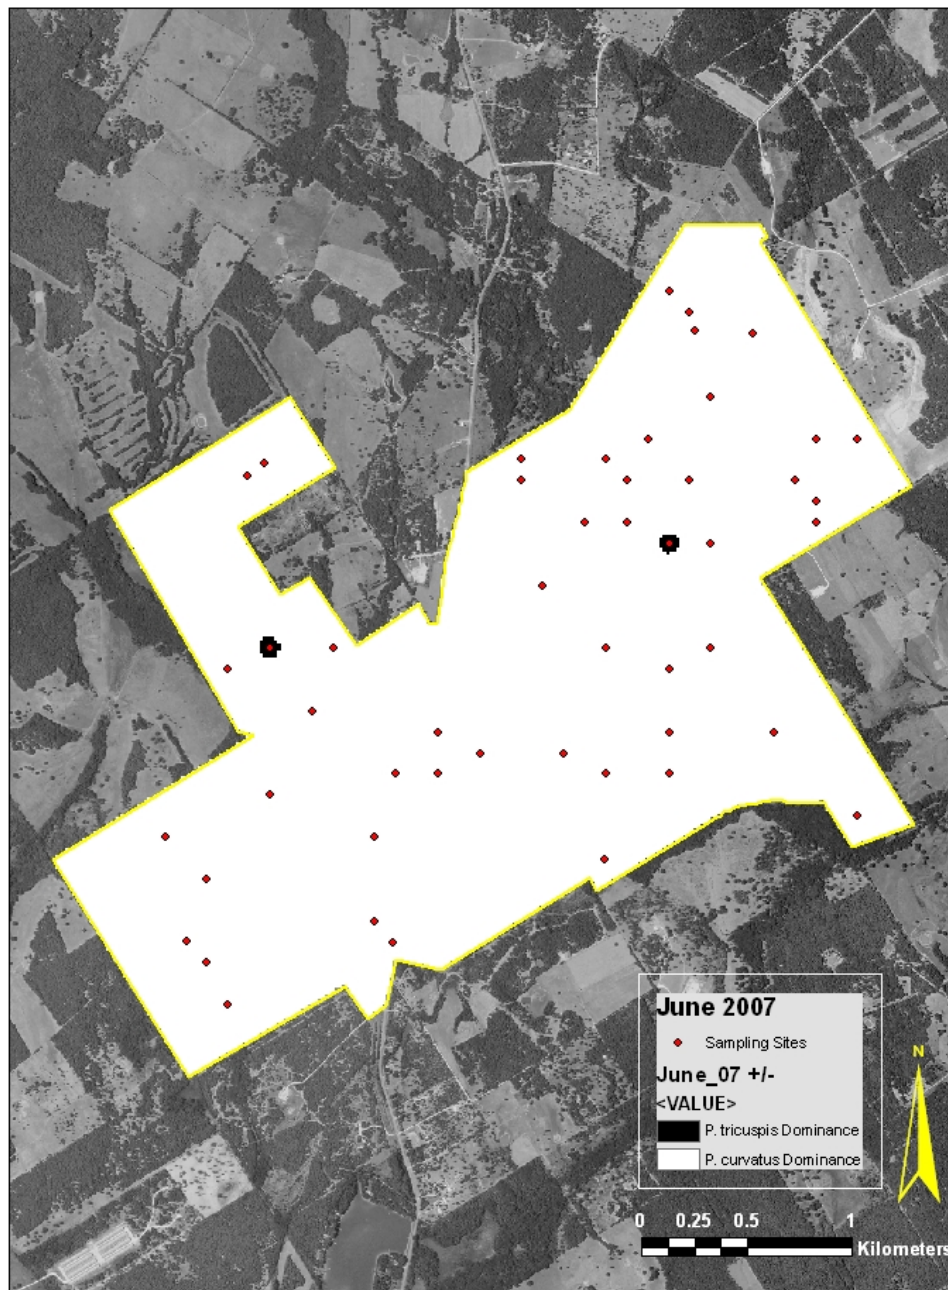 June 2007
Sampling Sites
June_07 +/-
<VALUE>
P. tricuspis Dominance
P. curvatus Dominance
N
0 0.25 0.5 1
Kilometers